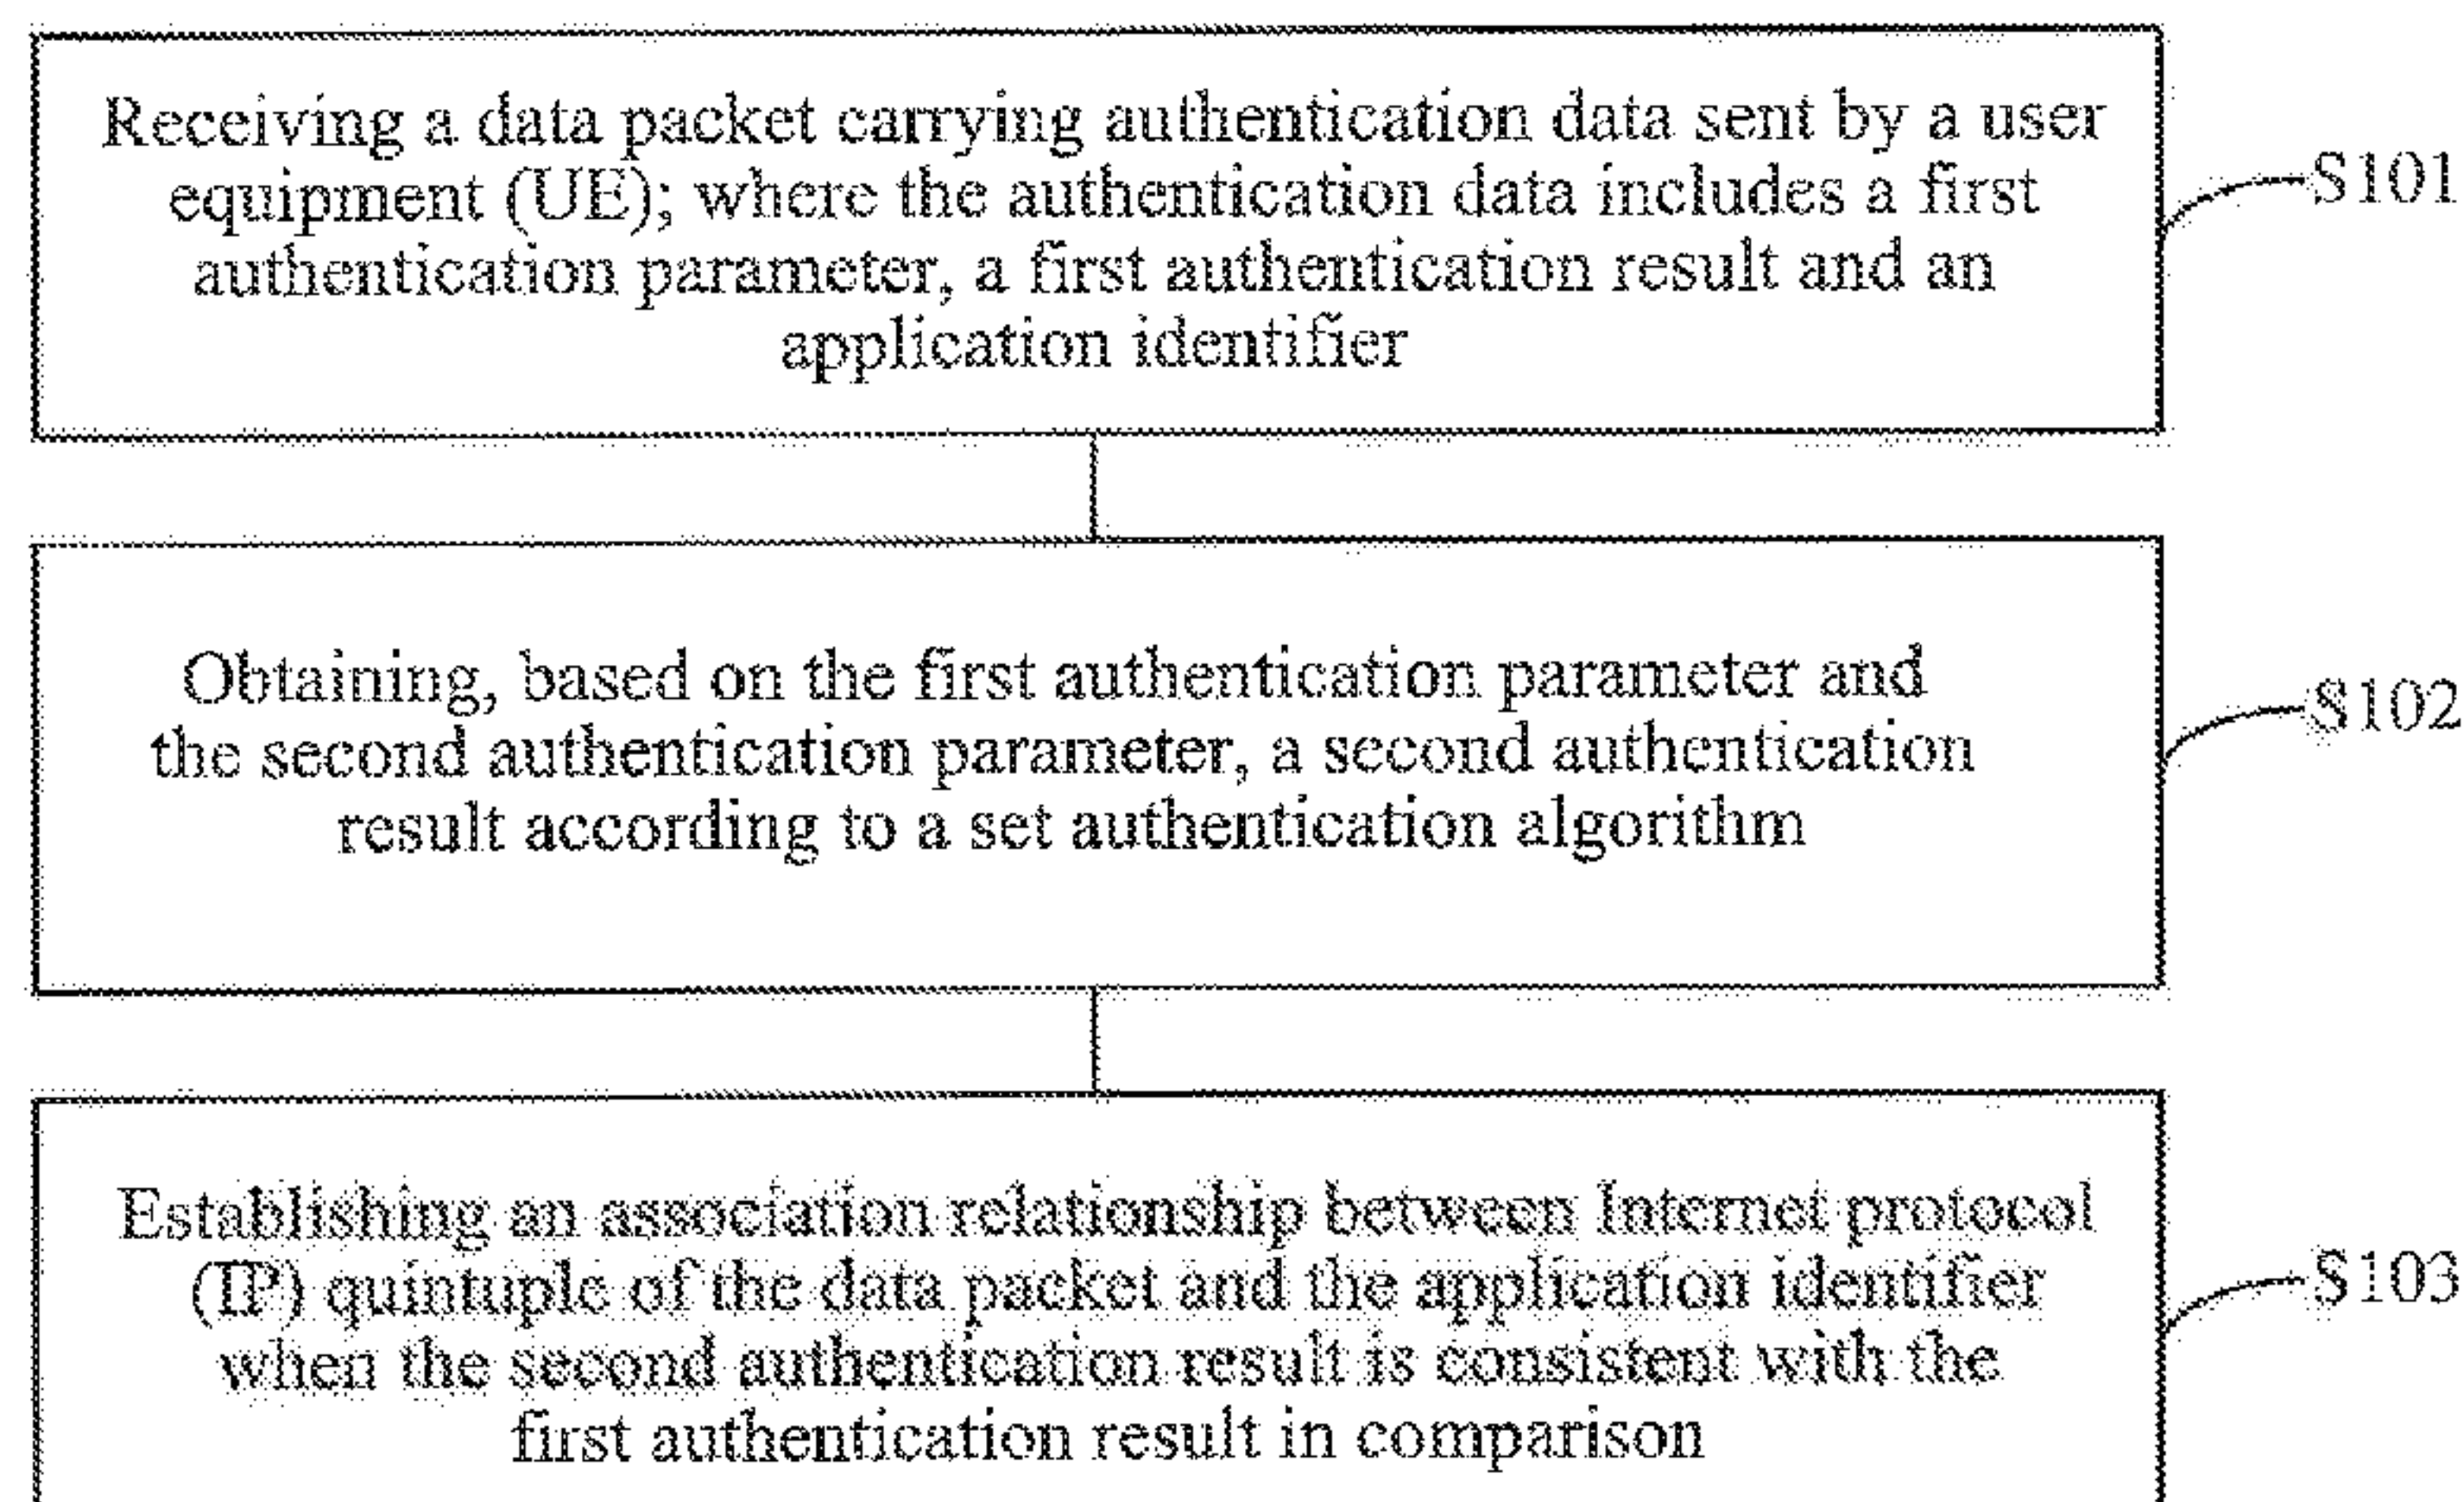 Receiving a data packet carrying authentication data sent by a user
equipment (UE); where the authentication data includes a first
authentication parameter, a first authentication result and an
application identifier
S101
Obtaining, based on the first authentication parameter and
the second authentication parameter, a second authentication
result according to a set authentication algorithm
S102
Establishing an association relationship between Internet protocol
(IP) quintuple of the data packet and the application identifier
when the second authentication result is consistent with the
first authentication result in comparison
S103